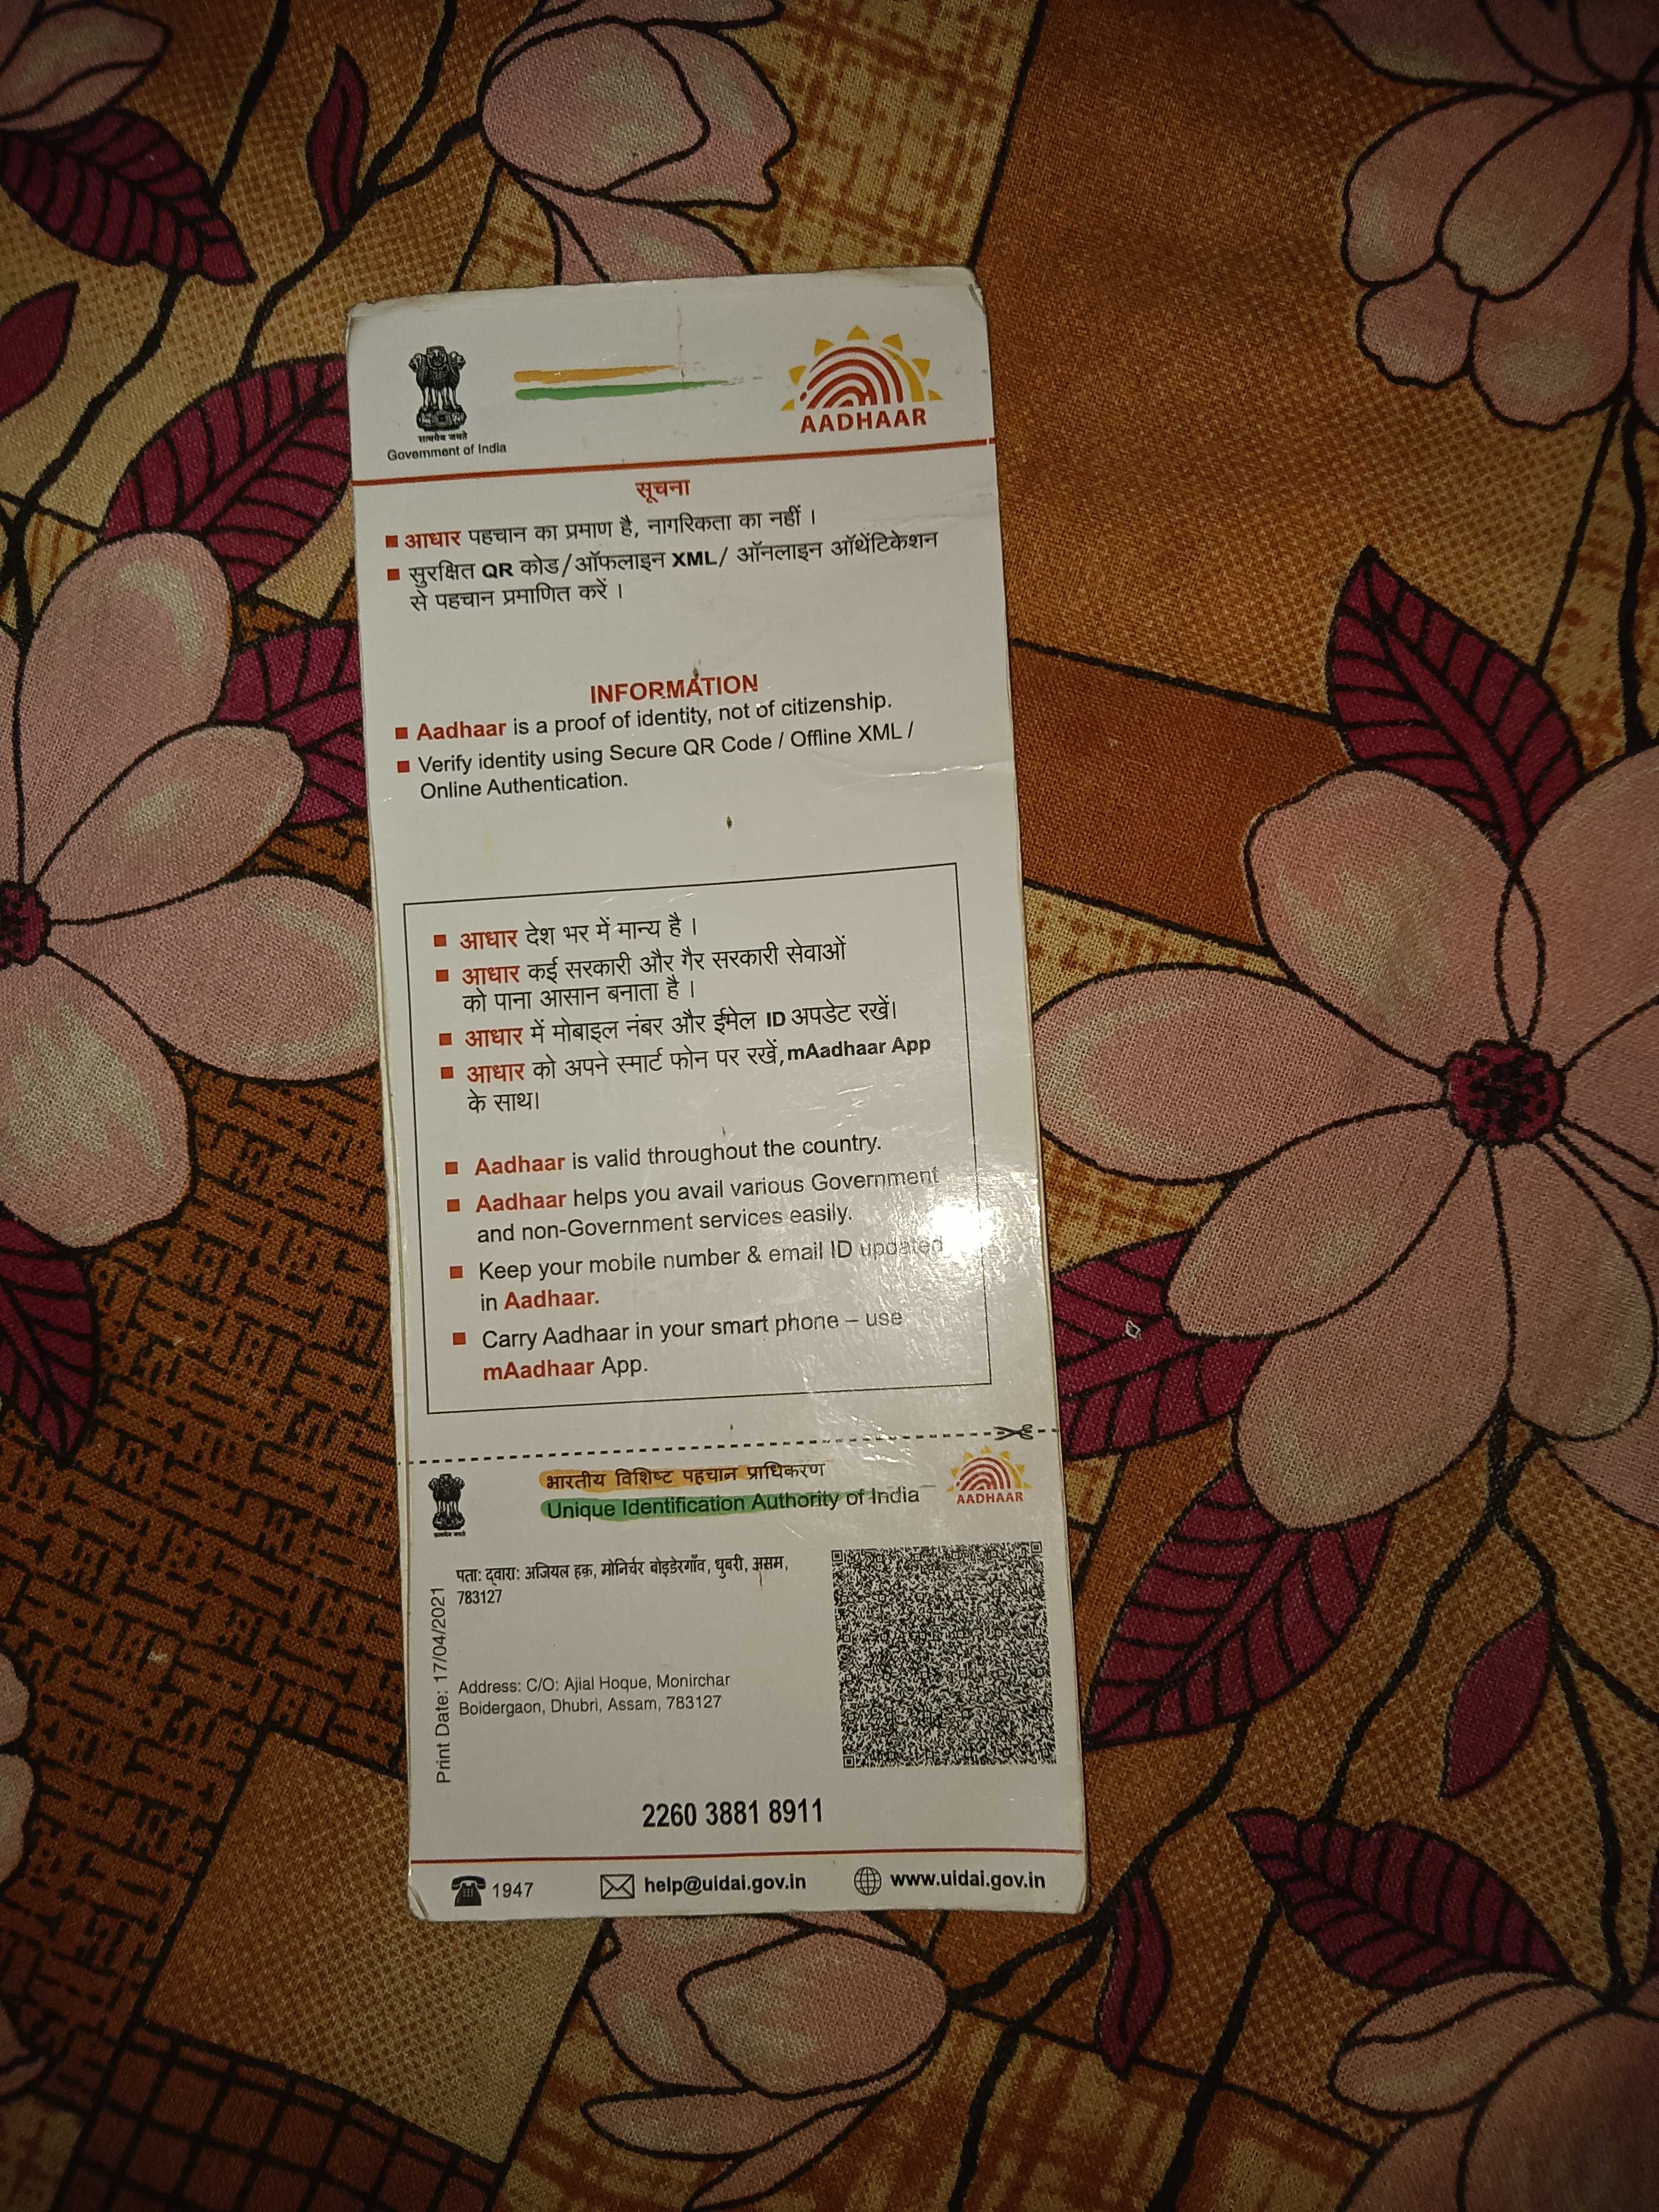 सत्यमेव जयते
Government of India
AADHAAR
सूचना
आधार पहचान का प्रमाण है, नागरिकता का नहीं ।
सुरक्षित QR कोड/ऑफलाइन XML/ ऑनलाइन ऑथेंटिकेशन
से पहचान प्रमाणित करें ।
INFORMATION
Aadhaar is a proof of identity, not of citizenship.
Verify identity using Secure QR Code / Offline XML /
Online Authentication.
आधार देश भर में मान्य है ।
आधार कई सरकारी और गैर सरकारी सेवाओं
को पाना आसान बनाता है ।
आधार में मोबाइल नंबर और ईमेल ID अपडेट रखें।
आधार को अपने स्मार्ट फोन पर रखें, mAadhaar App
के साथ।
Aadhaar is valid throughout the country.
Aadhaar helps you avail various Government
and non-Government services easily.
Keep your mobile number & email ID updated
in Aadhaar.
Carry Aadhaar in your smart phone – use
mAadhaar App.
भारतीय विशिष्ट पहचान प्राधिकरण
Unique Identification Authority of India
AADHAAR
सत्यमेव जयते
Print Date: 17/04/2021
पता: द्वारा: अजियल हक़, मोनिर्चर बोइडेरगाँव, धुबरी, असम,
783127
Address: C/O: Ajial Hoque, Monirchar
Boidergaon, Dhubri, Assam, 783127
2260 3881 8911
1947
help@uidai.gov.in
www.uidai.gov.in